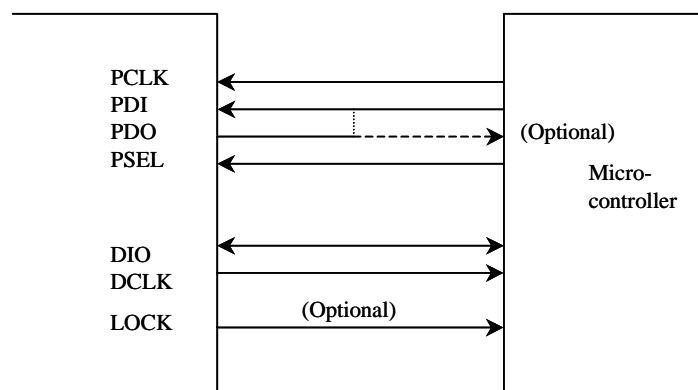 PCLK
PDI
PDO
(Optional)
PSEL
Micro-
controller
DIO
DCLK
(Optional)
LOCK